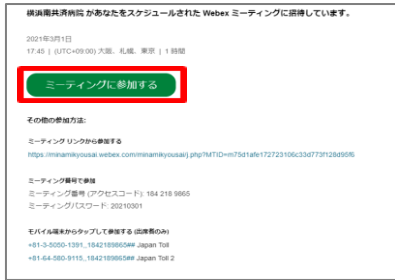 横浜南共済病院 があなたをスケジュールされた Webex ミーティングに招待しています。
2021年3月1日
17:45 | (UTC+09:00) 大阪、札幌、東京 | 1 時間
ミーティングに参加する
その他の参加方法:
ミーティング リンクから参加する
https://minamikyousai.webex.com/minamikyousai/j.php?MTID=m75d1afe172723106c33d773f128d95f6
ミーティング番号で参加
ミーティング番号 (アクセスコード): 184 218 9865
ミーティングパスワード: 20210301
モバイル端末からタップして参加する (出席者のみ)
+81-3-5050-1391,,1842189865## Japan Toll
+81-64-580-9115,,1842189865## Japan Toll 2